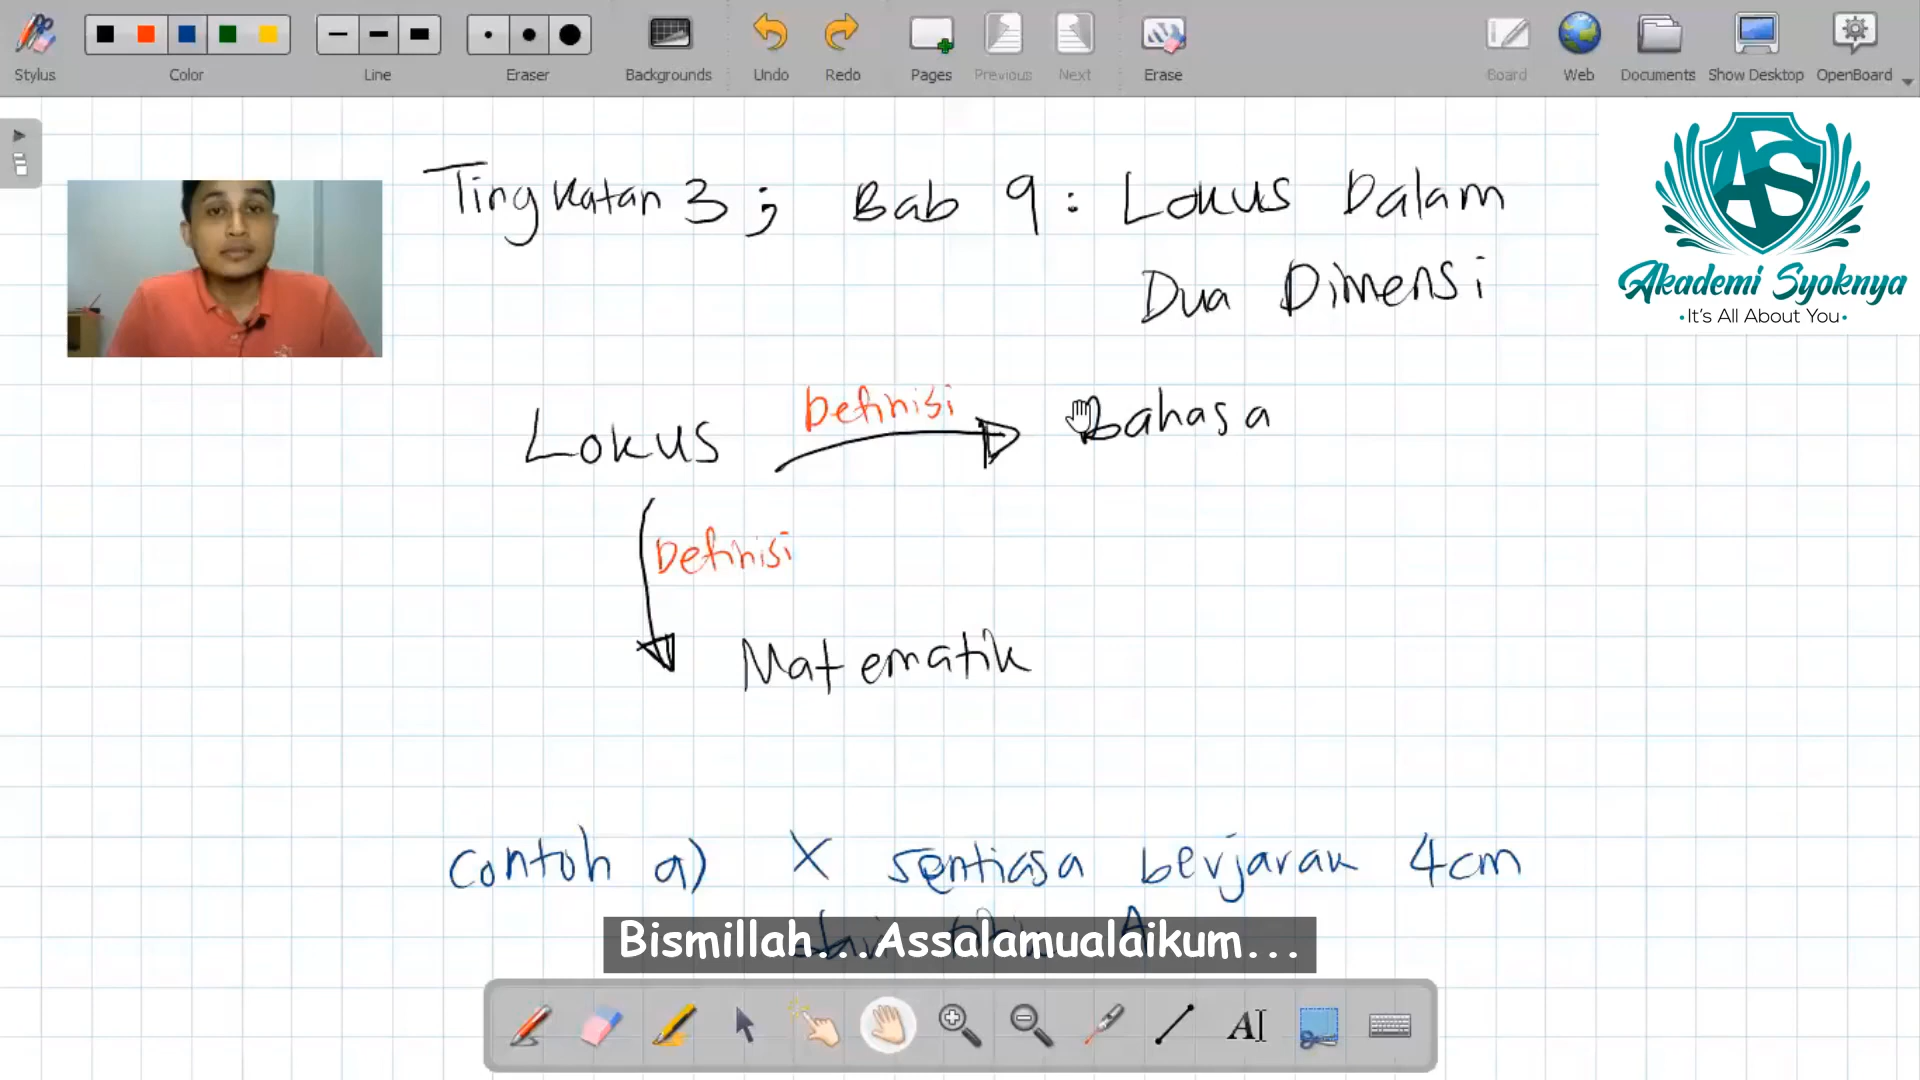 Stylus Color Line Eraser Backgrounds Undo Redo Pages Previous Next Erase Board Web Documents Show Desktop OpenBoard
Tingkatan 3 ; Bab 9 : Lokus Dalam
Dua Dimensi
AS
Akademi Syoknya
•It's All About You•
Lokus Definisi Bahasa
Definisi
Matematik
Contoh a) X sentiasa berjarak 4cm
Bismillah...Assalamualaikum...
AI